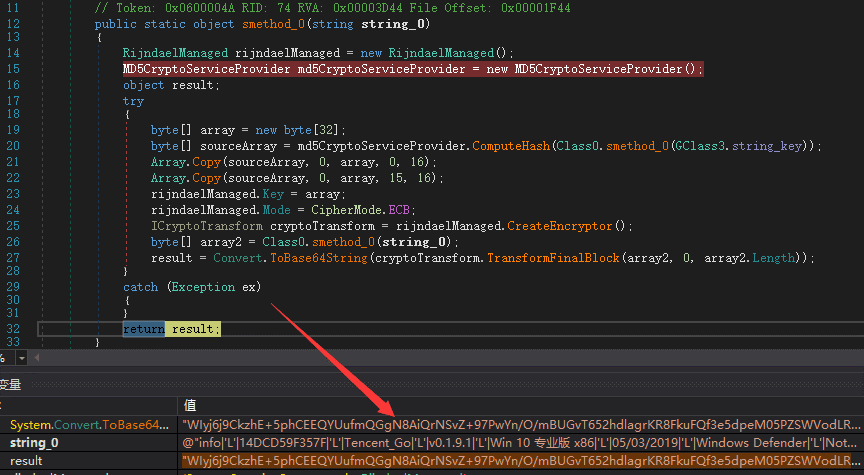 11 // Token: 0x0600004A RID: 74 RVA: 0x00003D44 File Offset: 0x00001F44
12 public static object smethod_0(string string_0)
13 {
14 RijndaelManaged rijndaelManaged = new RijndaelManaged();
15 MD5CryptoServiceProvider md5CryptoServiceProvider = new MD5CryptoServiceProvider();
16 object result;
17 try
18 {
19 byte[] array = new byte[32];
20 byte[] sourceArray = md5CryptoServiceProvider.ComputeHash(Class0.smethod_0(GClass3.string_key));
21 Array.Copy(sourceArray, 0, array, 0, 16);
22 Array.Copy(sourceArray, 0, array, 15, 16);
23 rijndaelManaged.Key = array;
24 rijndaelManaged.Mode = CipherMode.ECB;
25 ICryptoTransform cryptoTransform = rijndaelManaged.CreateEncryptor();
26 byte[] array2 = Class0.smethod_0(string_0);
27 result = Convert.ToBase64String(cryptoTransform.TransformFinalBlock(array2, 0, array2.Length));
28 }
29 catch (Exception ex)
30 {
31 }
32 return result;
33 }
%
变量
值
System.Convert.ToBase64... "WIyj6j9CkzhE+5phCEEQYUufmQGgN8AiQrNSvZ+97PwYn/O/mBUGvT652hdlagrKR8FkuFQf3e5dpeM05PZSWVodLR...
string_0 @"info|'L'|14DCD59F357F|'L'|Tencent_Go|'L'|v0.1.9.1|'L'|Win 10 专业版 x86|'L'|05/03/2019|'L'|Windows Defender|'L'|Not...
result "WIyj6j9CkzhE+5phCEEQYUufmQGgN8AiQrNSvZ+97PwYn/O/mBUGvT652hdlagrKR8FkuFQf3e5dpeM05PZSWVodLR...